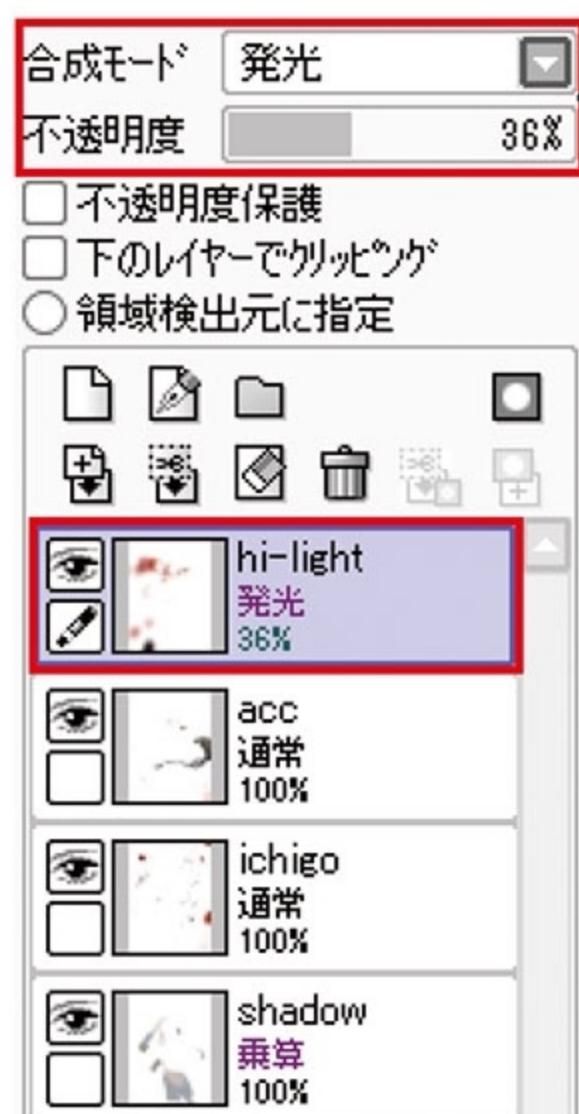 合成モード 発光
不透明度 36%
不透明度保護
下のレイヤーでクリッピング
領域検出元に指定
hi-light
発光
36%
acc
通常
100%
ichigo
通常
100%
shadow
乗算
100%